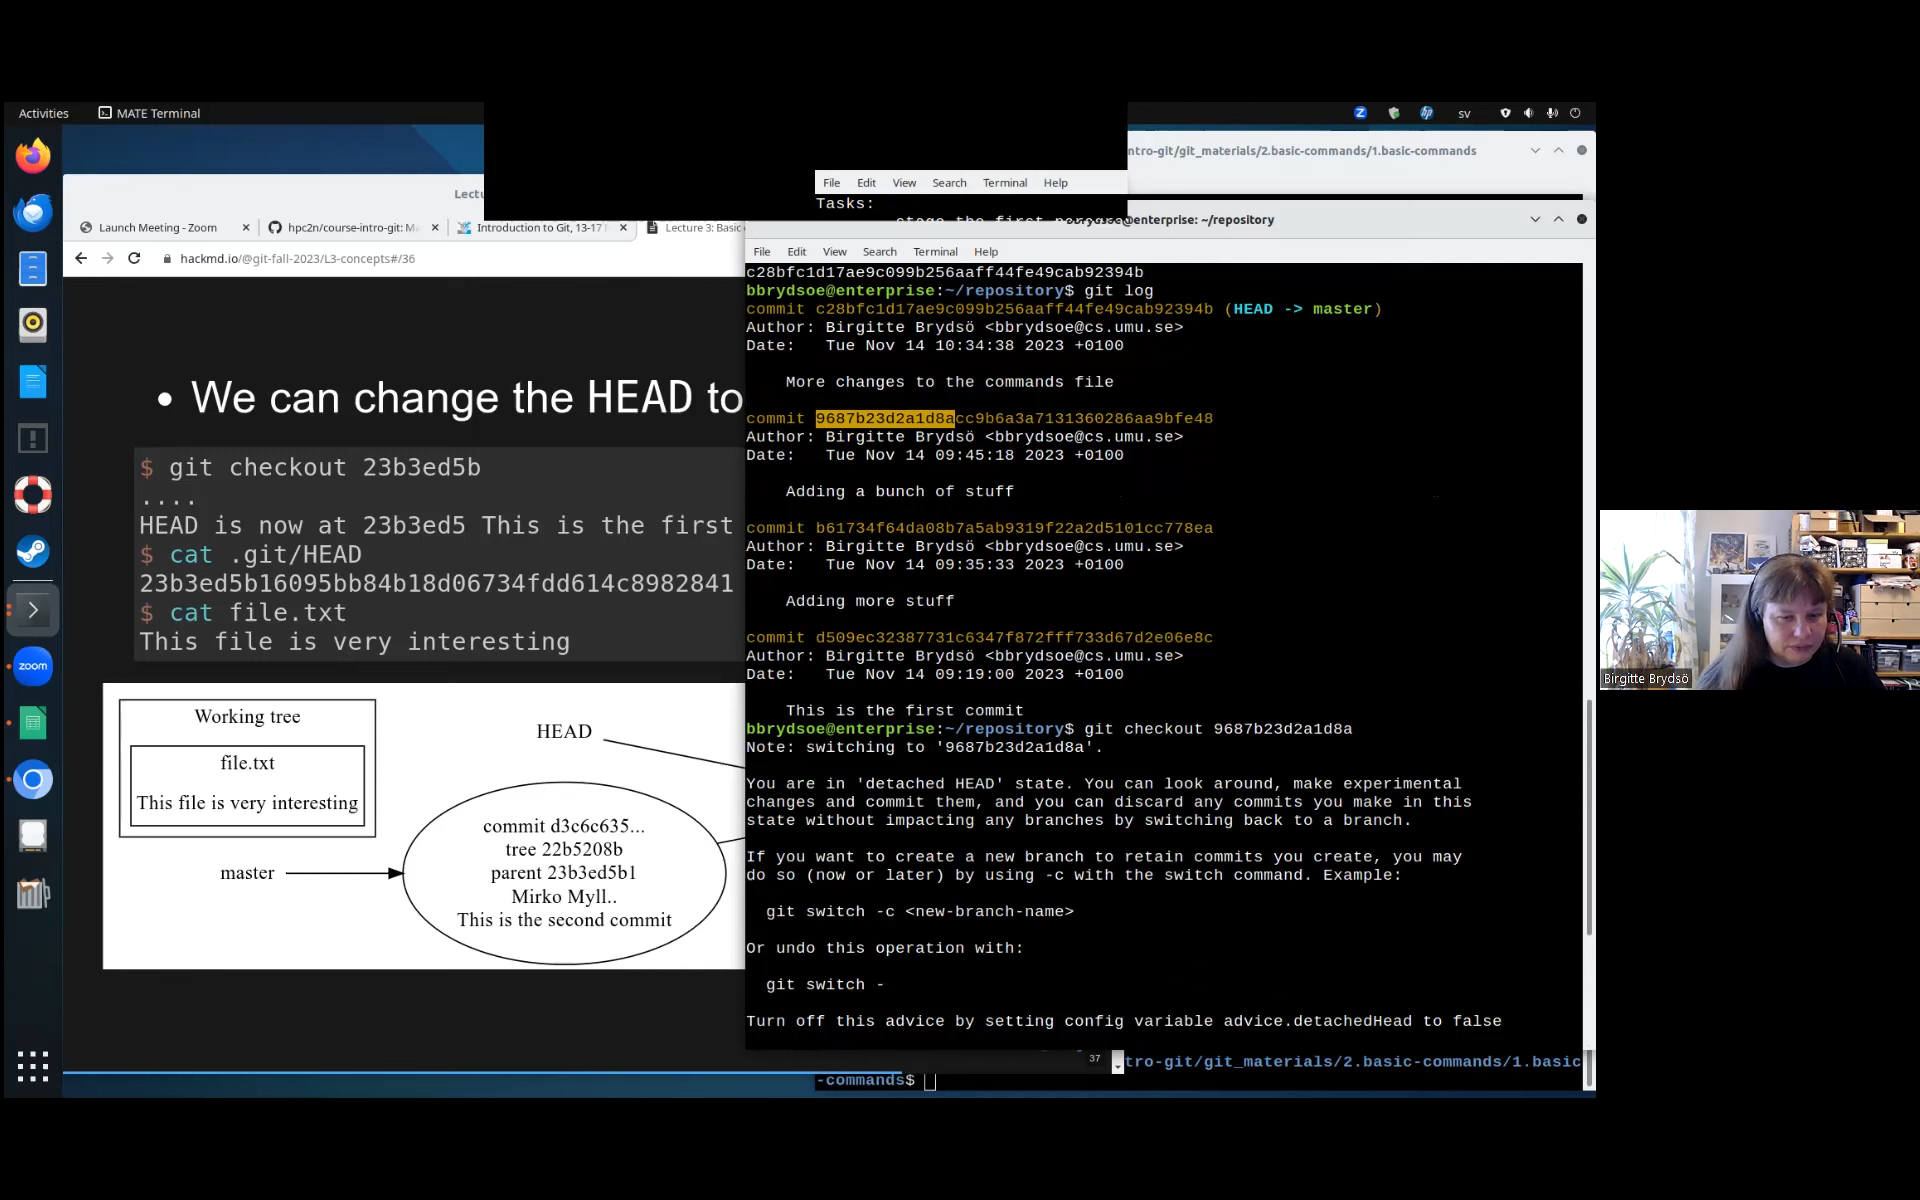 Activities
MATE Terminal
sv
ntro-git/git_materials/2.basic-commands/1.basic-commands
File Edit View Search Terminal Help
Tasks:
Launch Meeting - Zoom
hpc2n/course-intro-git: M
Introduction to Git, 13-17
Lecture 3: Basic
@enterprise: ~/repository
hackmd.io/@git-fall-2023/L3-concepts#/36
• We can change the HEAD to
$ git checkout 23b3ed5b
....
HEAD is now at 23b3ed5 This is the first
$ cat .git/HEAD
23b3ed5b16095bb84b18d06734fdd614c8982841
$ cat file.txt
This file is very interesting
Working tree
file.txt
This file is very interesting
HEAD
master
commit d3c6c635...
tree 22b5208b
parent 23b3ed5b1
Mirko Myll..
This is the second commit
File Edit View Search Terminal Help
c28bfc1d17ae9c099b256aaff44fe49cab92394b
bbrydsoe@enterprise:~/repository$ git log
commit c28bfc1d17ae9c099b256aaff44fe49cab92394b (HEAD -> master)
Author: Birgitte Brydsö <bbrydsoe@cs.umu.se>
Date: Tue Nov 14 10:34:38 2023 +0100
More changes to the commands file
commit 9687b23d2a1d8acc9b6a3a7131360286aa9bfe48
Author: Birgitte Brydsö <bbrydsoe@cs.umu.se>
Date: Tue Nov 14 09:45:18 2023 +0100
Adding a bunch of stuff
commit b61734f64da08b7a5ab9319f22a2d5101cc778ea
Author: Birgitte Brydsö <bbrydsoe@cs.umu.se>
Date: Tue Nov 14 09:35:33 2023 +0100
Adding more stuff
commit d509ec32387731c6347f872fff733d67d2e06e8c
Author: Birgitte Brydsö <bbrydsoe@cs.umu.se>
Date: Tue Nov 14 09:19:00 2023 +0100
This is the first commit
bbrydsoe@enterprise:~/repository$ git checkout 9687b23d2a1d8a
Note: switching to '9687b23d2a1d8a'.
You are in 'detached HEAD' state. You can look around, make experimental
changes and commit them, and you can discard any commits you make in this
state without impacting any branches by switching back to a branch.
If you want to create a new branch to retain commits you create, you may
do so (now or later) by using -c with the switch command. Example:
git switch -c <new-branch-name>
Or undo this operation with:
git switch -
Turn off this advice by setting config variable advice.detachedHead to false
37
tro-git/git_materials/2.basic-commands/1.basic
-commands$
zoom
Birgitte Brydsö